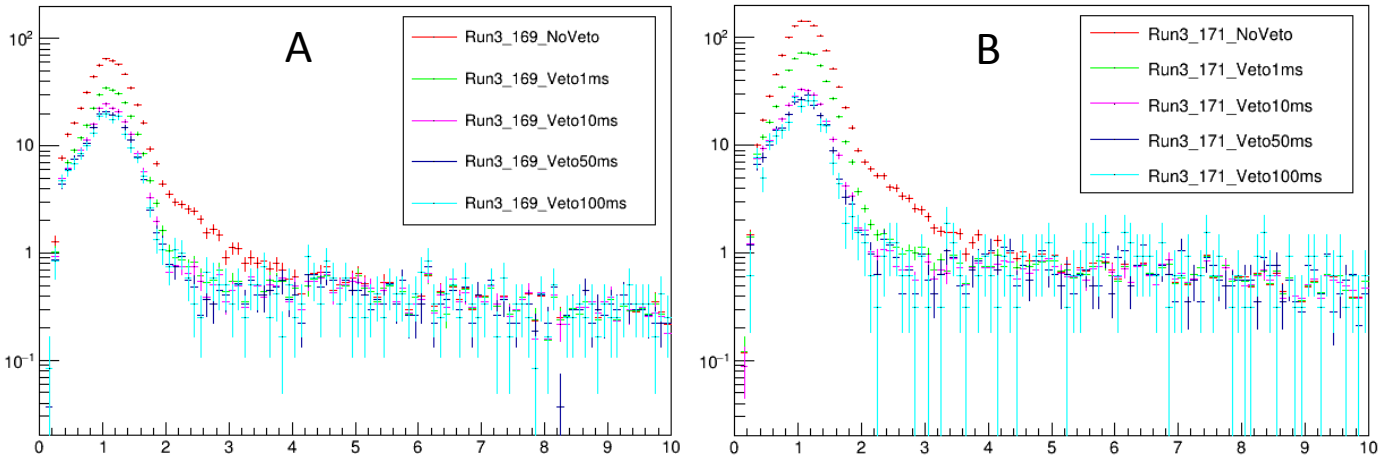 A
Run3_169_NoVeto
Run3_169_Veto1ms
Run3_169_Veto10ms
Run3_169_Veto50ms
Run3_169_Veto100ms
10²
10
1
10⁻¹
0 1 2 3 4 5 6 7 8 9 10
B
Run3_171_NoVeto
Run3_171_Veto1ms
Run3_171_Veto10ms
Run3_171_Veto50ms
Run3_171_Veto100ms
10²
10
1
10⁻¹
0 1 2 3 4 5 6 7 8 9 10